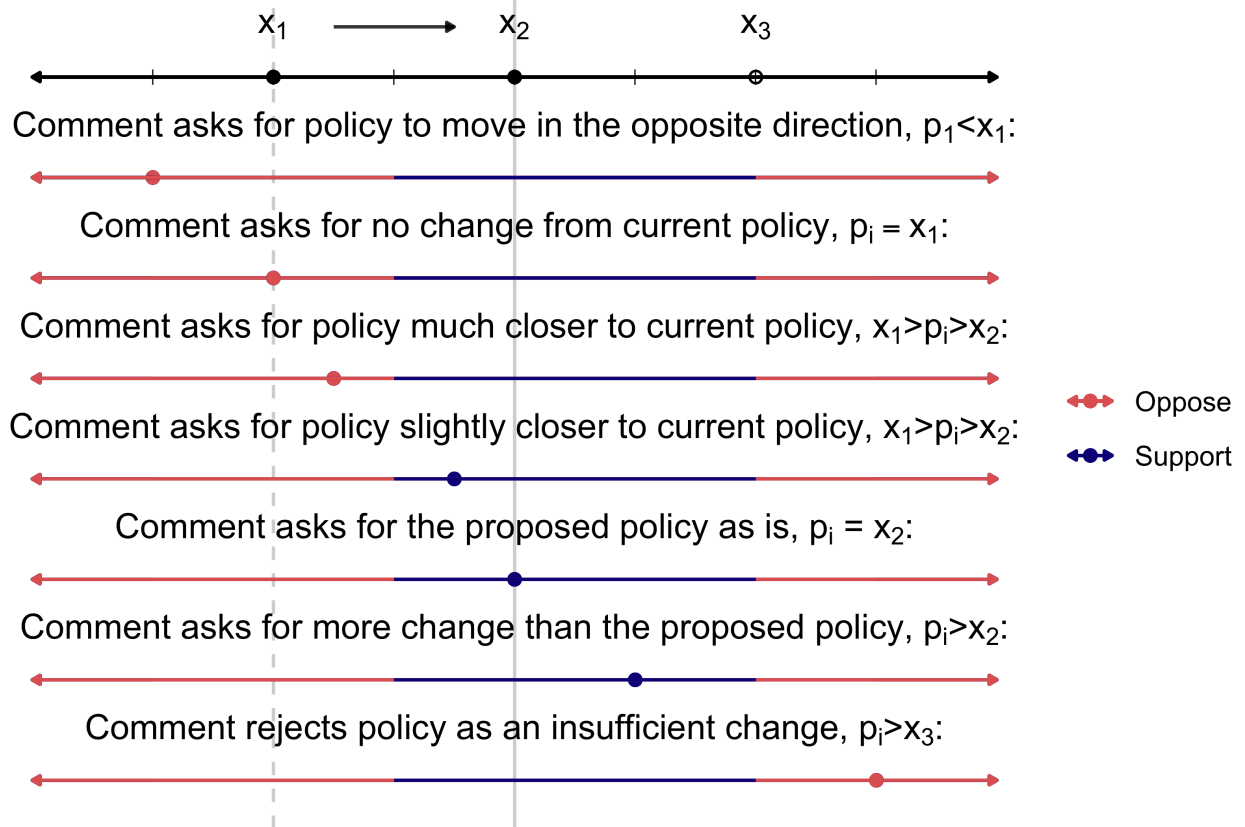 x₁ x₂ x₃
Comment asks for policy to move in the opposite direction, p₁<x₁:
Comment asks for no change from current policy, pᵢ = x₁:
Comment asks for policy much closer to current policy, x₁>pᵢ>x₂:
Comment asks for policy slightly closer to current policy, x₁>pᵢ>x₂:
Comment asks for the proposed policy as is, pᵢ = x₂:
Comment asks for more change than the proposed policy, pᵢ>x₂:
Comment rejects policy as an insufficient change, pᵢ>x₃:
Oppose
Support